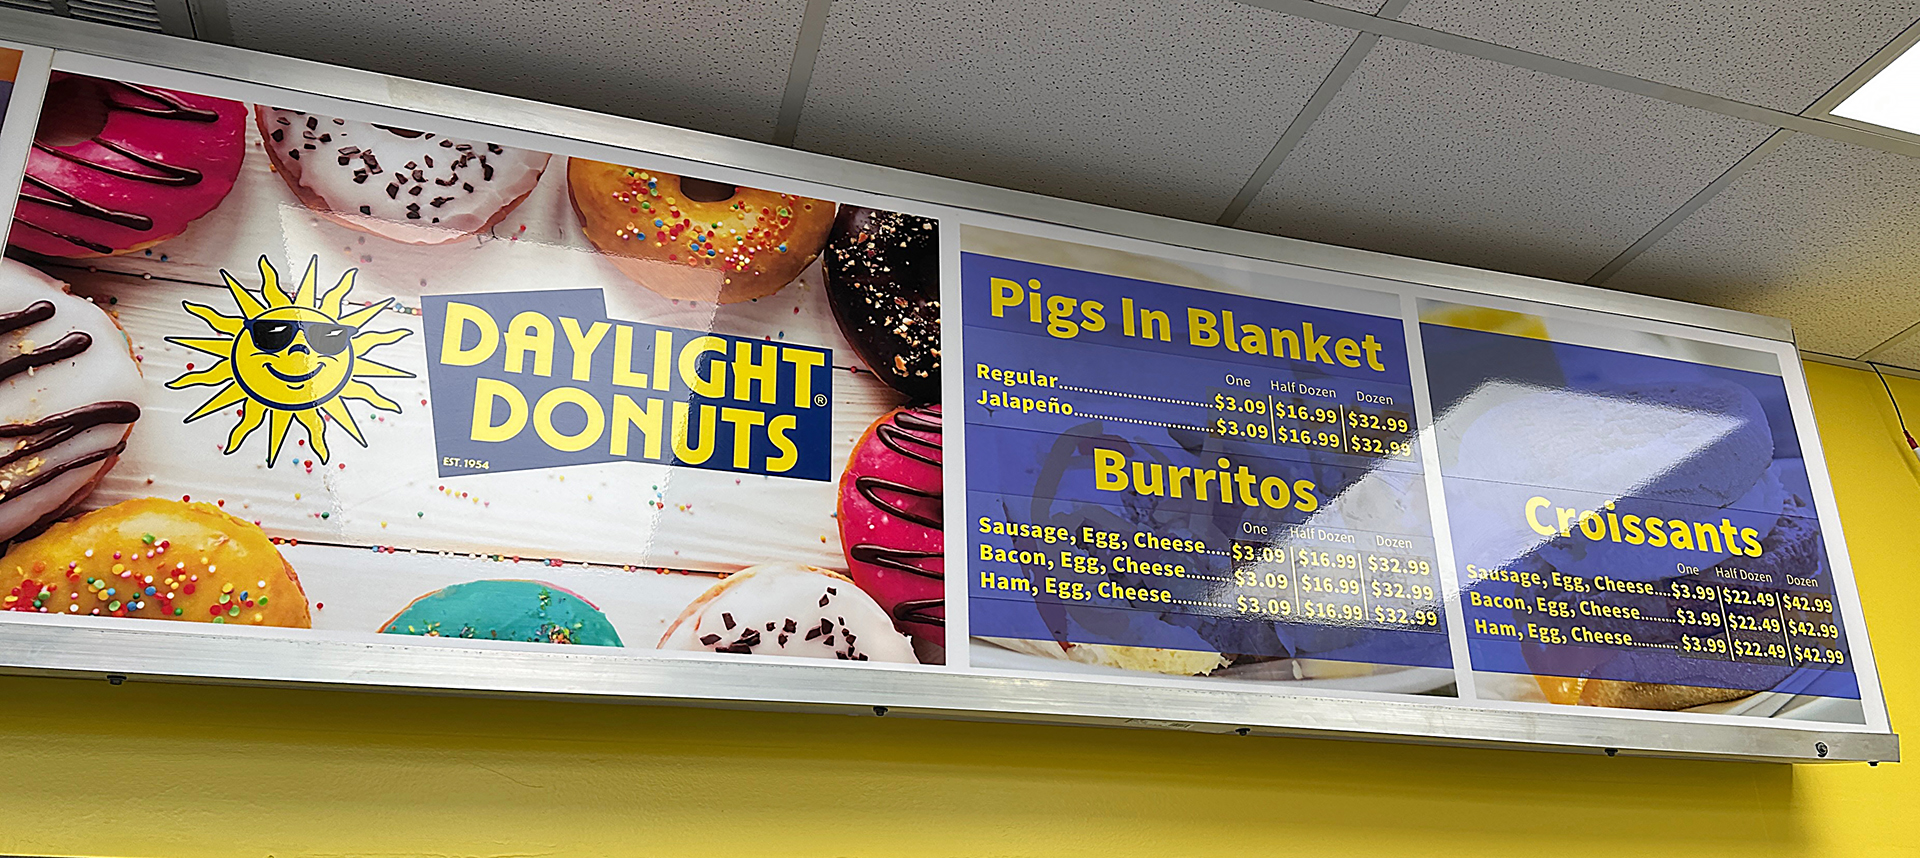 DAYLIGHT
DONUTS®
EST. 1954
Pigs In Blanket
One Half Dozen Dozen
Regular........................$3.09 $16.99 $32.99
Jalapeño......................$3.09 $16.99 $32.99
Burritos
One Half Dozen Dozen
Sausage, Egg, Cheese.....$3.09 $16.99 $32.99
Bacon, Egg, Cheese.........$3.09 $16.99 $32.99
Ham, Egg, Cheese............$3.09 $16.99 $32.99
Croissants
One Half Dozen Dozen
Sausage, Egg, Cheese....$3.99 $22.49 $42.99
Bacon, Egg, Cheese........$3.99 $22.49 $42.99
Ham, Egg, Cheese...........$3.99 $22.49 $42.99